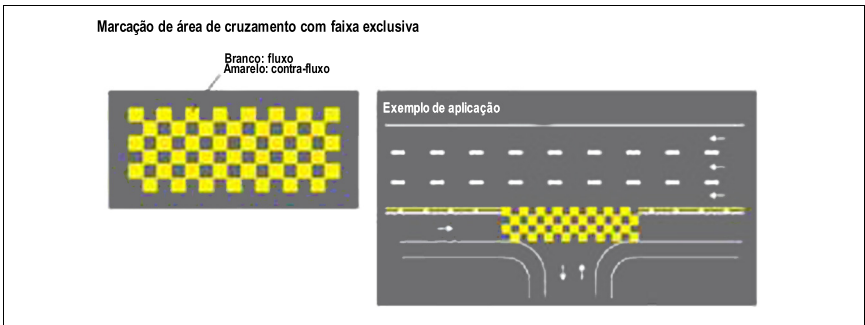 Marcação de área de cruzamento com faixa exclusiva
Branco: fluxo
Amarelo: contra-fluxo
Exemplo de aplicação